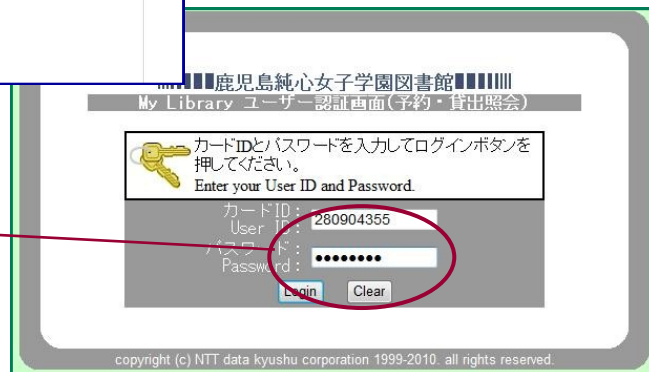 鹿児島純心女子学園図書館
My Library ユーザー認証画面(予約・貸出照会)
カードIDとパスワードを入力してログインボタンを
押してください。
Enter your User ID and Password.
カードID:
User ID: 280904355
パスワード:
Password: ••••••••
Login Clear
copyright (c) NTT data kyushu corporation 1999-2010. all rights reserved.